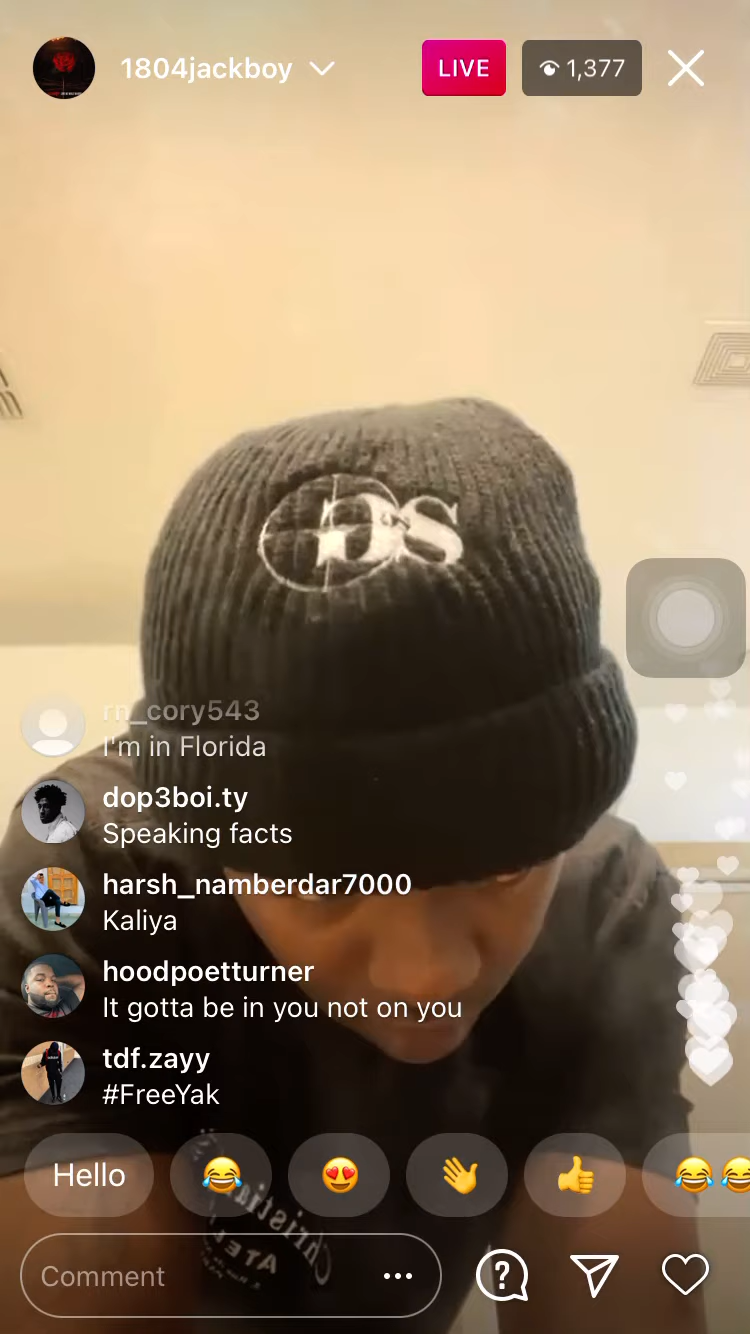 1804jackboy
LIVE
1,377
rn_cory543
I'm in Florida
dop3boi.ty
Speaking facts
harsh_namberdar7000
Kaliya
hoodpoetturner
It gotta be in you not on you
tdf.zayy
#FreeYak
Hello
Christian
Comment